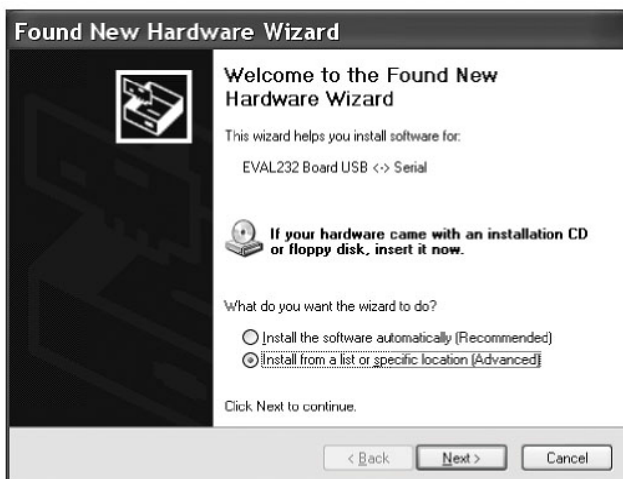 Found New Hardware Wizard
Welcome to the Found New
Hardware Wizard
This wizard helps you install software for:
EVAL232 Board USB <-> Serial
If your hardware came with an installation CD
or floppy disk, insert it now.
What do you want the wizard to do?
Install the software automatically (Recommended)
Install from a list or specific location (Advanced)
Click Next to continue.
< Back Next > Cancel